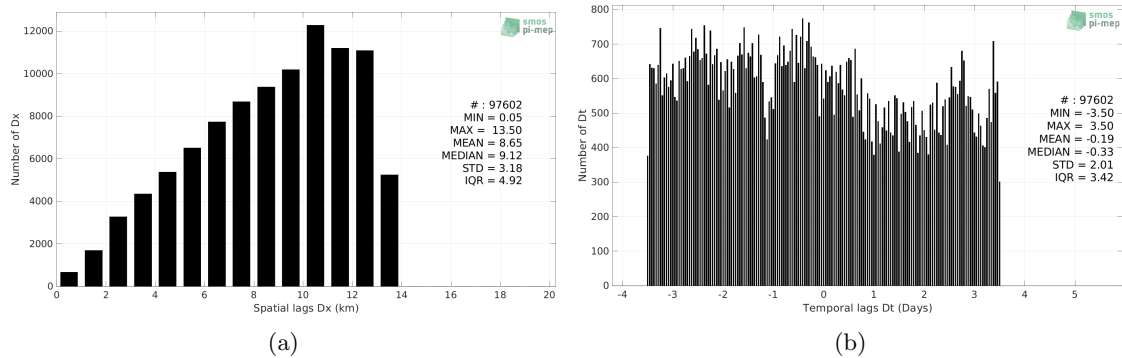 12000
10000
8000
6000
4000
2000
0
Number of Dx
0 2 4 6 8 10 12 14 16 18 20
Spatial lags Dx (km)
smos
pi-mep
# : 97602
MIN = 0.05
MAX = 13.50
MEAN = 8.65
MEDIAN = 9.12
STD = 3.18
IQR = 4.92
(a)
800
700
600
500
400
300
200
100
0
Number of Dt
-4 -3 -2 -1 0 1 2 3 4 5
Temporal lags Dt (Days)
smos
pi-mep
# : 97602
MIN = -3.50
MAX = 3.50
MEAN = -0.19
MEDIAN = -0.33
STD = 2.01
IQR = 3.42
(b)